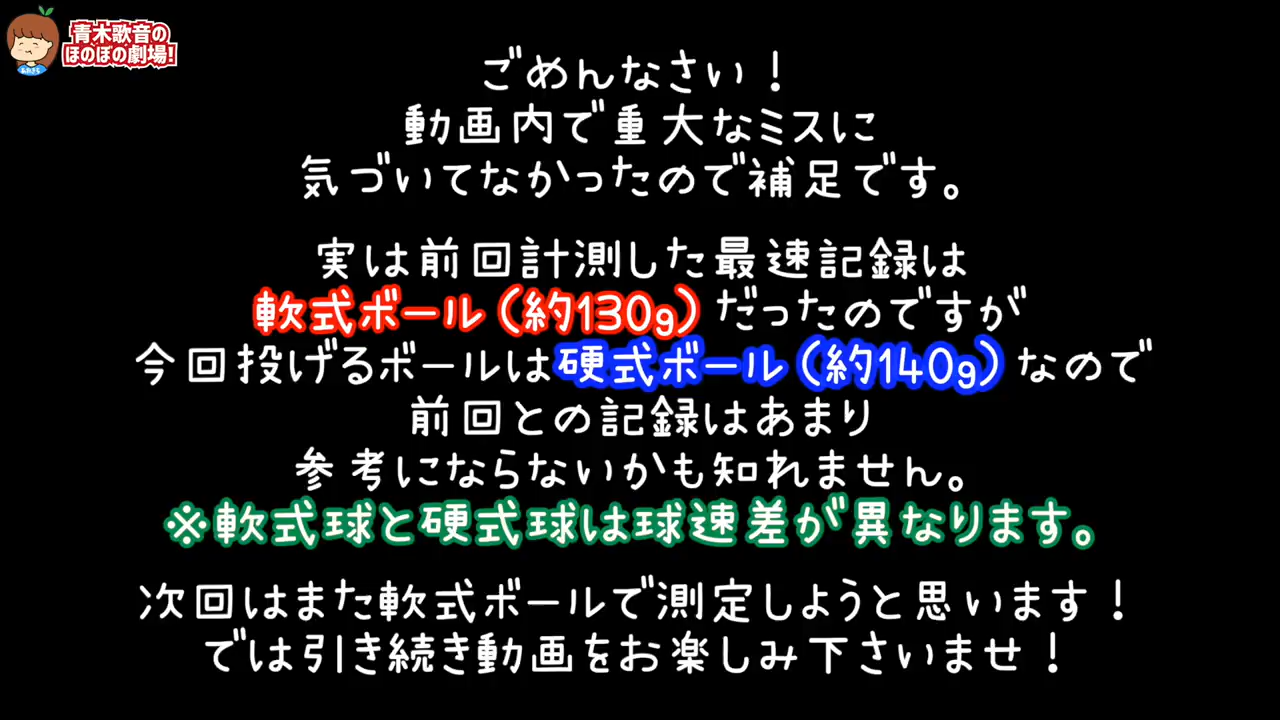 青木歌音の
ほのぼの劇場!
ごめんなさい！
動画内で重大なミスに
気づいてなかったので補足です。
実は前回計測した最速記録は
軟式ボール（約130g）だったのですが
今回投げるボールは硬式ボール（約140g）なので
前回との記録はあまり
参考にならないかも知れません。
※軟式球と硬式球は球速差が異なります。
次回はまた軟式ボールで測定しようと思います！
では引き続き動画をお楽しみ下さいませ！